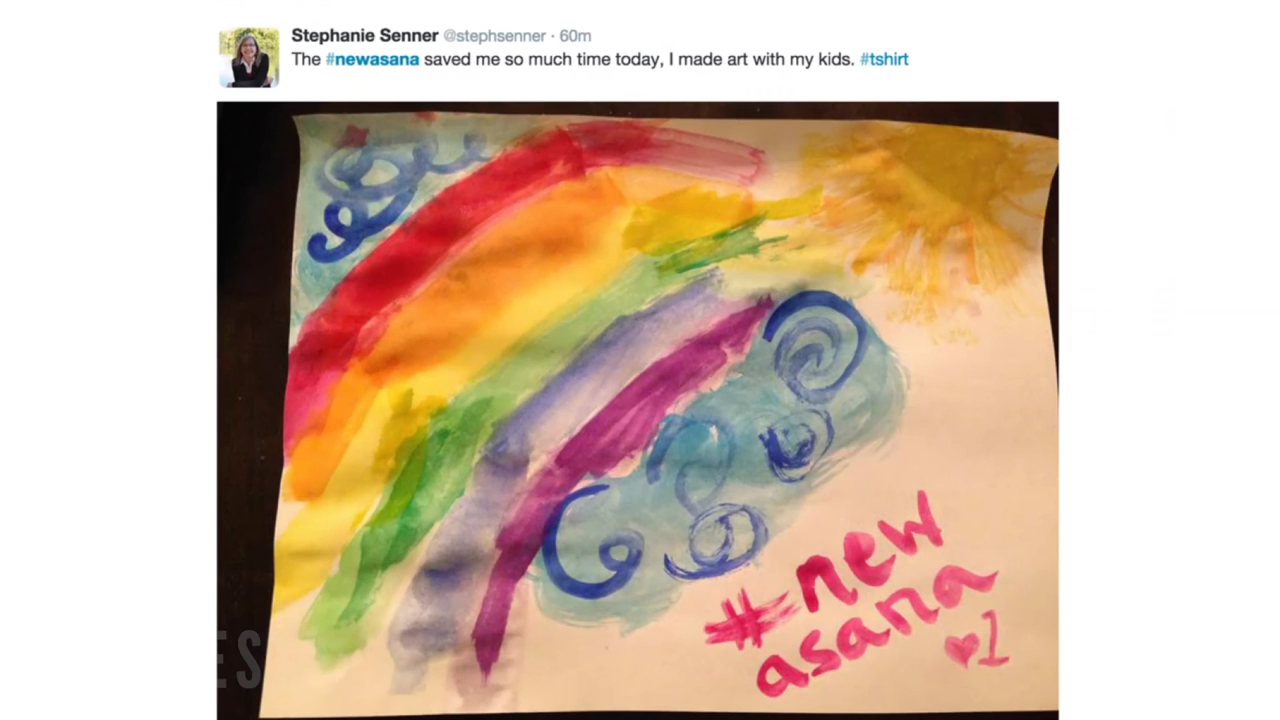 Stephanie Senner @stephsenner · 60m
The #newasana saved me so much time today, I made art with my kids. #tshirt
#new
asana
♥1
ES